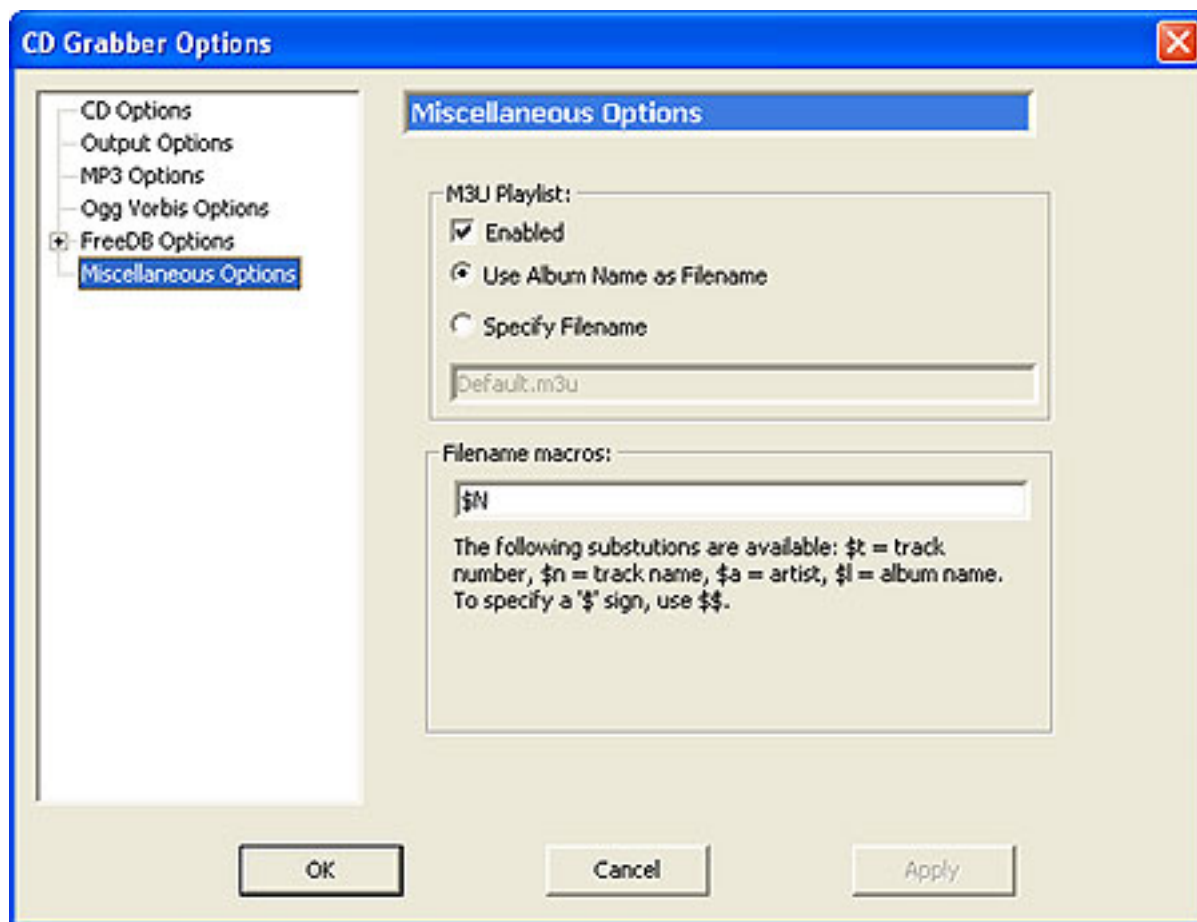 CD Grabber Options
CD Options
Output Options
MP3 Options
Ogg Vorbis Options
FreeDB Options
Miscellaneous Options
Miscellaneous Options
M3U Playlist:
Enabled
Use Album Name as Filename
Specify Filename
Default.m3u
Filename macros:
$N
The following substutions are available: $t = track
number, $n = track name, $a = artist, $l = album name.
To specify a '$' sign, use $$.
OK
Cancel
Apply